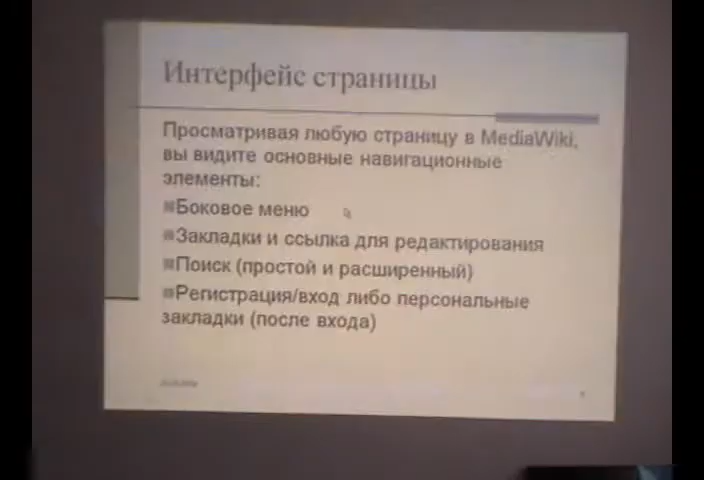 Интерфейс страницы
Просматривая любую страницу в MediaWiki,
вы видите основные навигационные
элементы:
Боковое меню
Закладки и ссылка для редактирования
Поиск (простой и расширенный)
Регистрация/вход либо персональные
закладки (после входа)